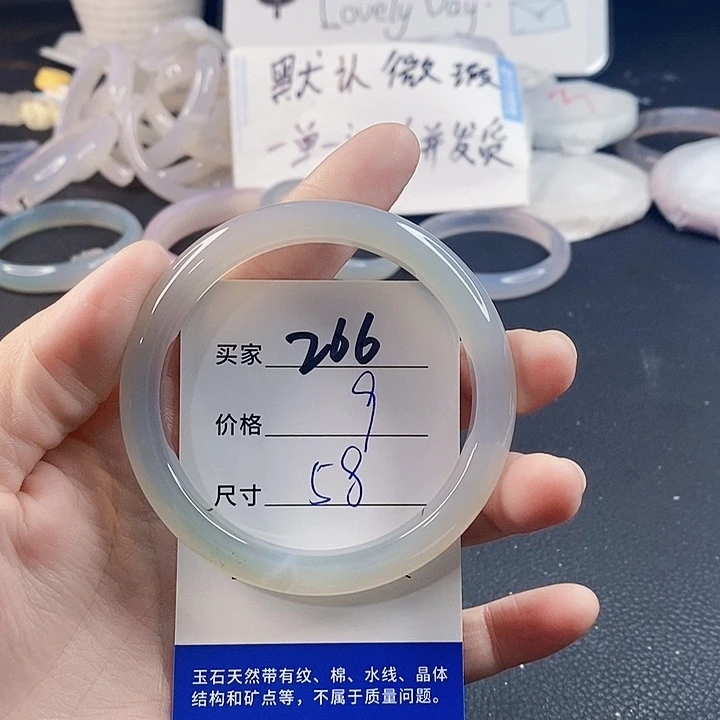 Lovely Day.
默认微瑕
一单一
并发货
买家 266
价格 9
尺寸 58
玉石天然带有纹、棉、水线、晶体
结构和矿点等，不属于质量问题。